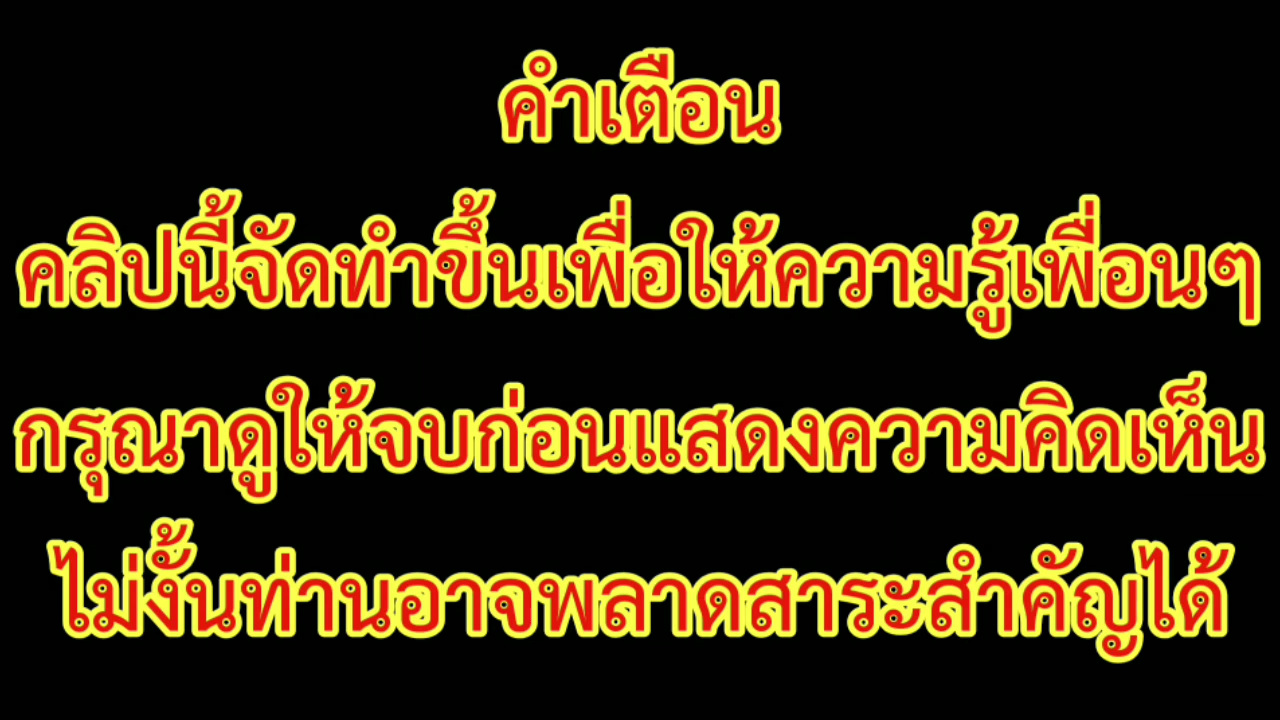 คำเตือน
คลิปนี้จัดทำขึ้นเพื่อให้ความรู้เพื่อนๆ
กรุณาดูให้จบก่อนแสดงความคิดเห็น
ไม่งั้นท่านอาจพลาดสาระสำคัญได้